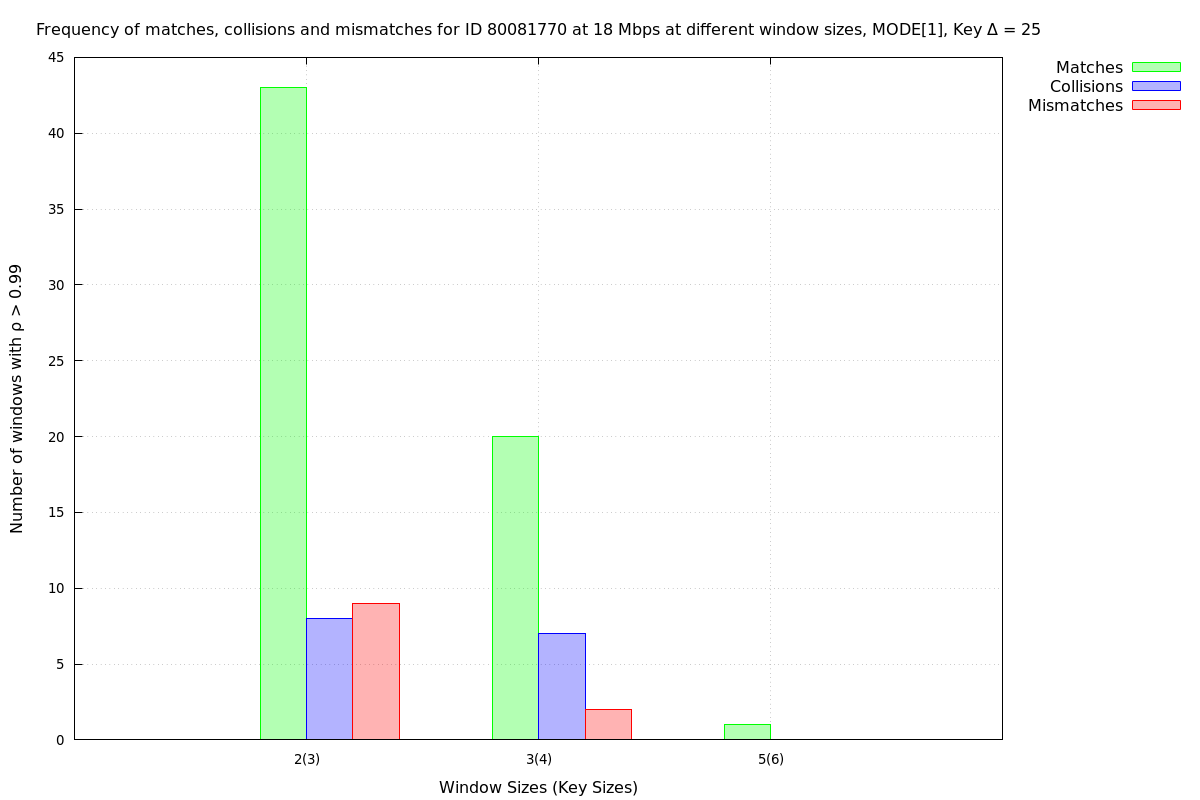 Frequency of matches, collisions and mismatches for ID 80081770 at 18 Mbps at different window sizes, MODE[1], Key Δ = 25
Matches
Collisions
Mismatches
Number of windows with ρ > 0.99
45
40
35
30
25
20
15
10
5
0
2(3)
3(4)
5(6)
Window Sizes (Key Sizes)